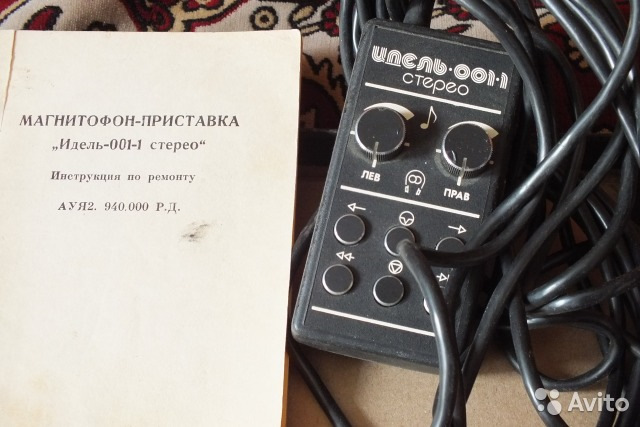 МАГНИТОФОН-ПРИСТАВКА
„Идель-001-1 стерео“
Инструкция по ремонту
АУЯ2. 940.000 Р.Д.
идель·001·1
стерео
ЛЕВ
ПРАВ
Avito